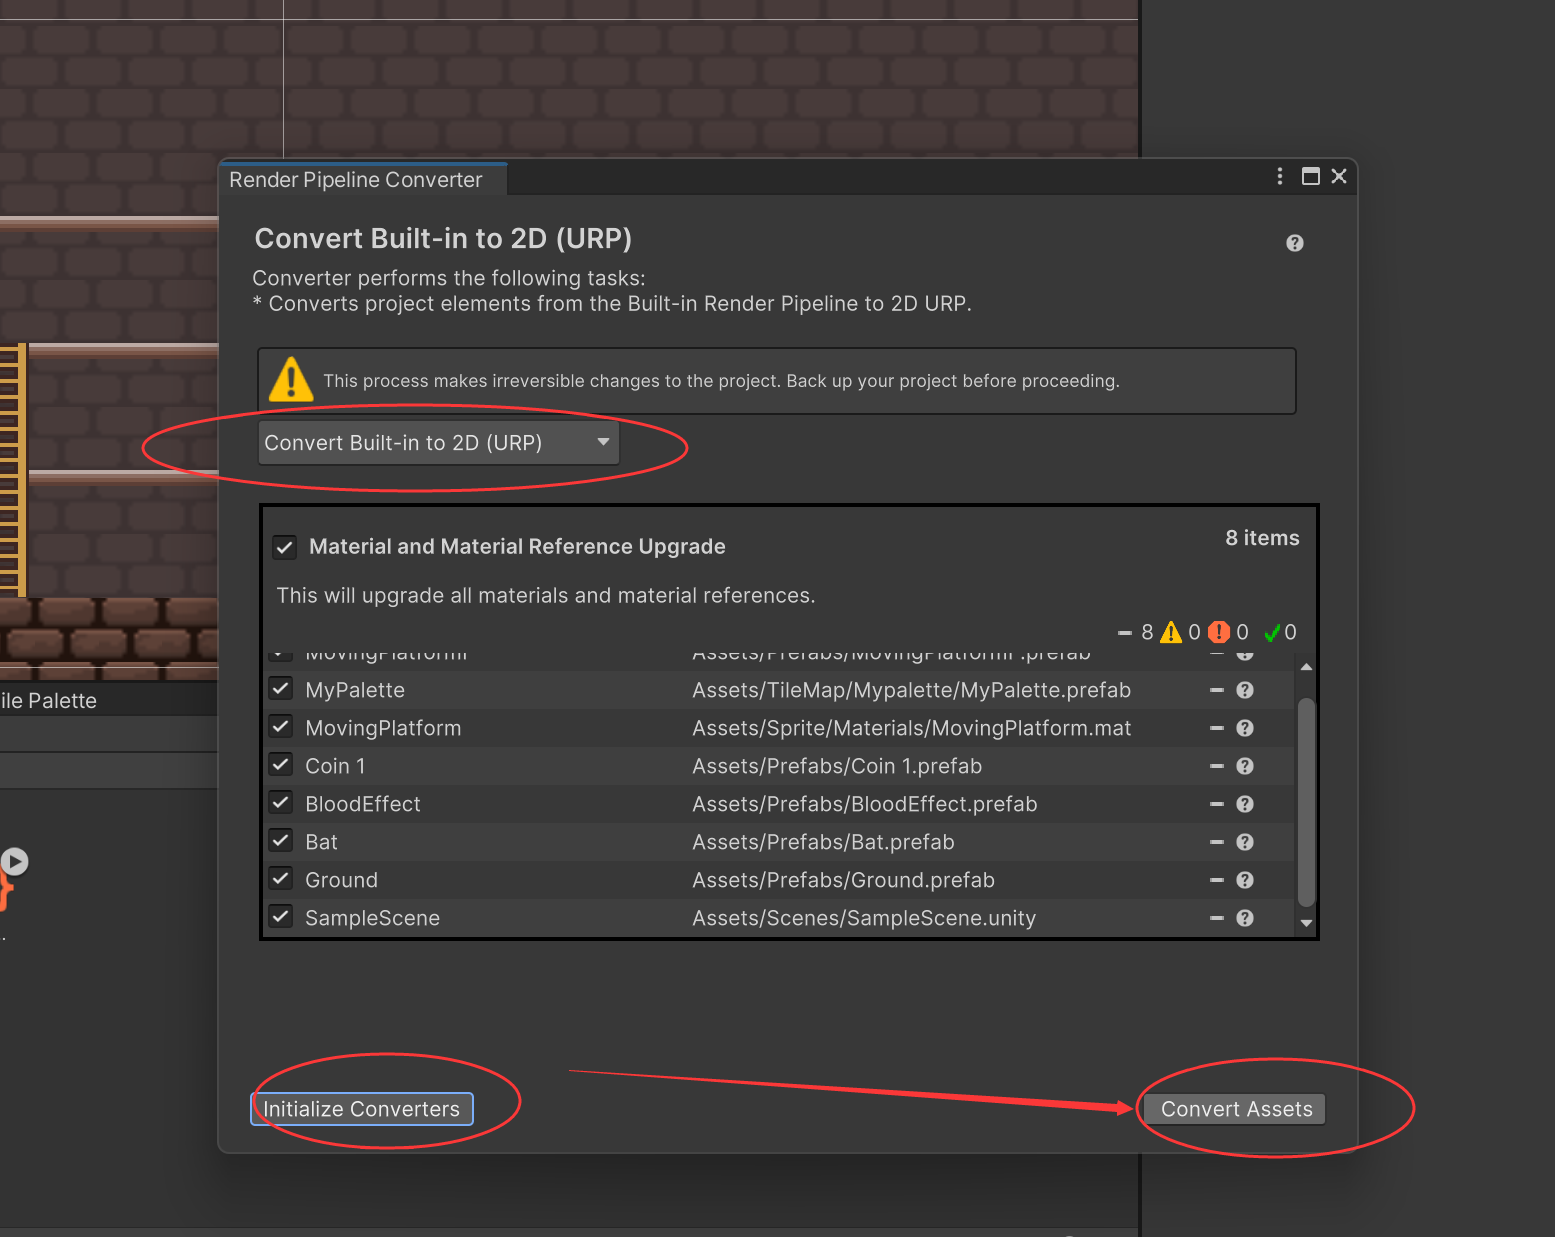 Render Pipeline Converter
Convert Built-in to 2D (URP)
Converter performs the following tasks:
* Converts project elements from the Built-in Render Pipeline to 2D URP.
This process makes irreversible changes to the project. Back up your project before proceeding.
Convert Built-in to 2D (URP)
Material and Material Reference Upgrade 8 items
This will upgrade all materials and material references.
8 0 0 0
MyPalette Assets/TileMap/Mypalette/MyPalette.prefab
MovingPlatform Assets/Sprite/Materials/MovingPlatform.mat
Coin 1 Assets/Prefabs/Coin 1.prefab
BloodEffect Assets/Prefabs/BloodEffect.prefab
Bat Assets/Prefabs/Bat.prefab
Ground Assets/Prefabs/Ground.prefab
SampleScene Assets/Scenes/SampleScene.unity
Initialize Converters Convert Assets
ile Palette